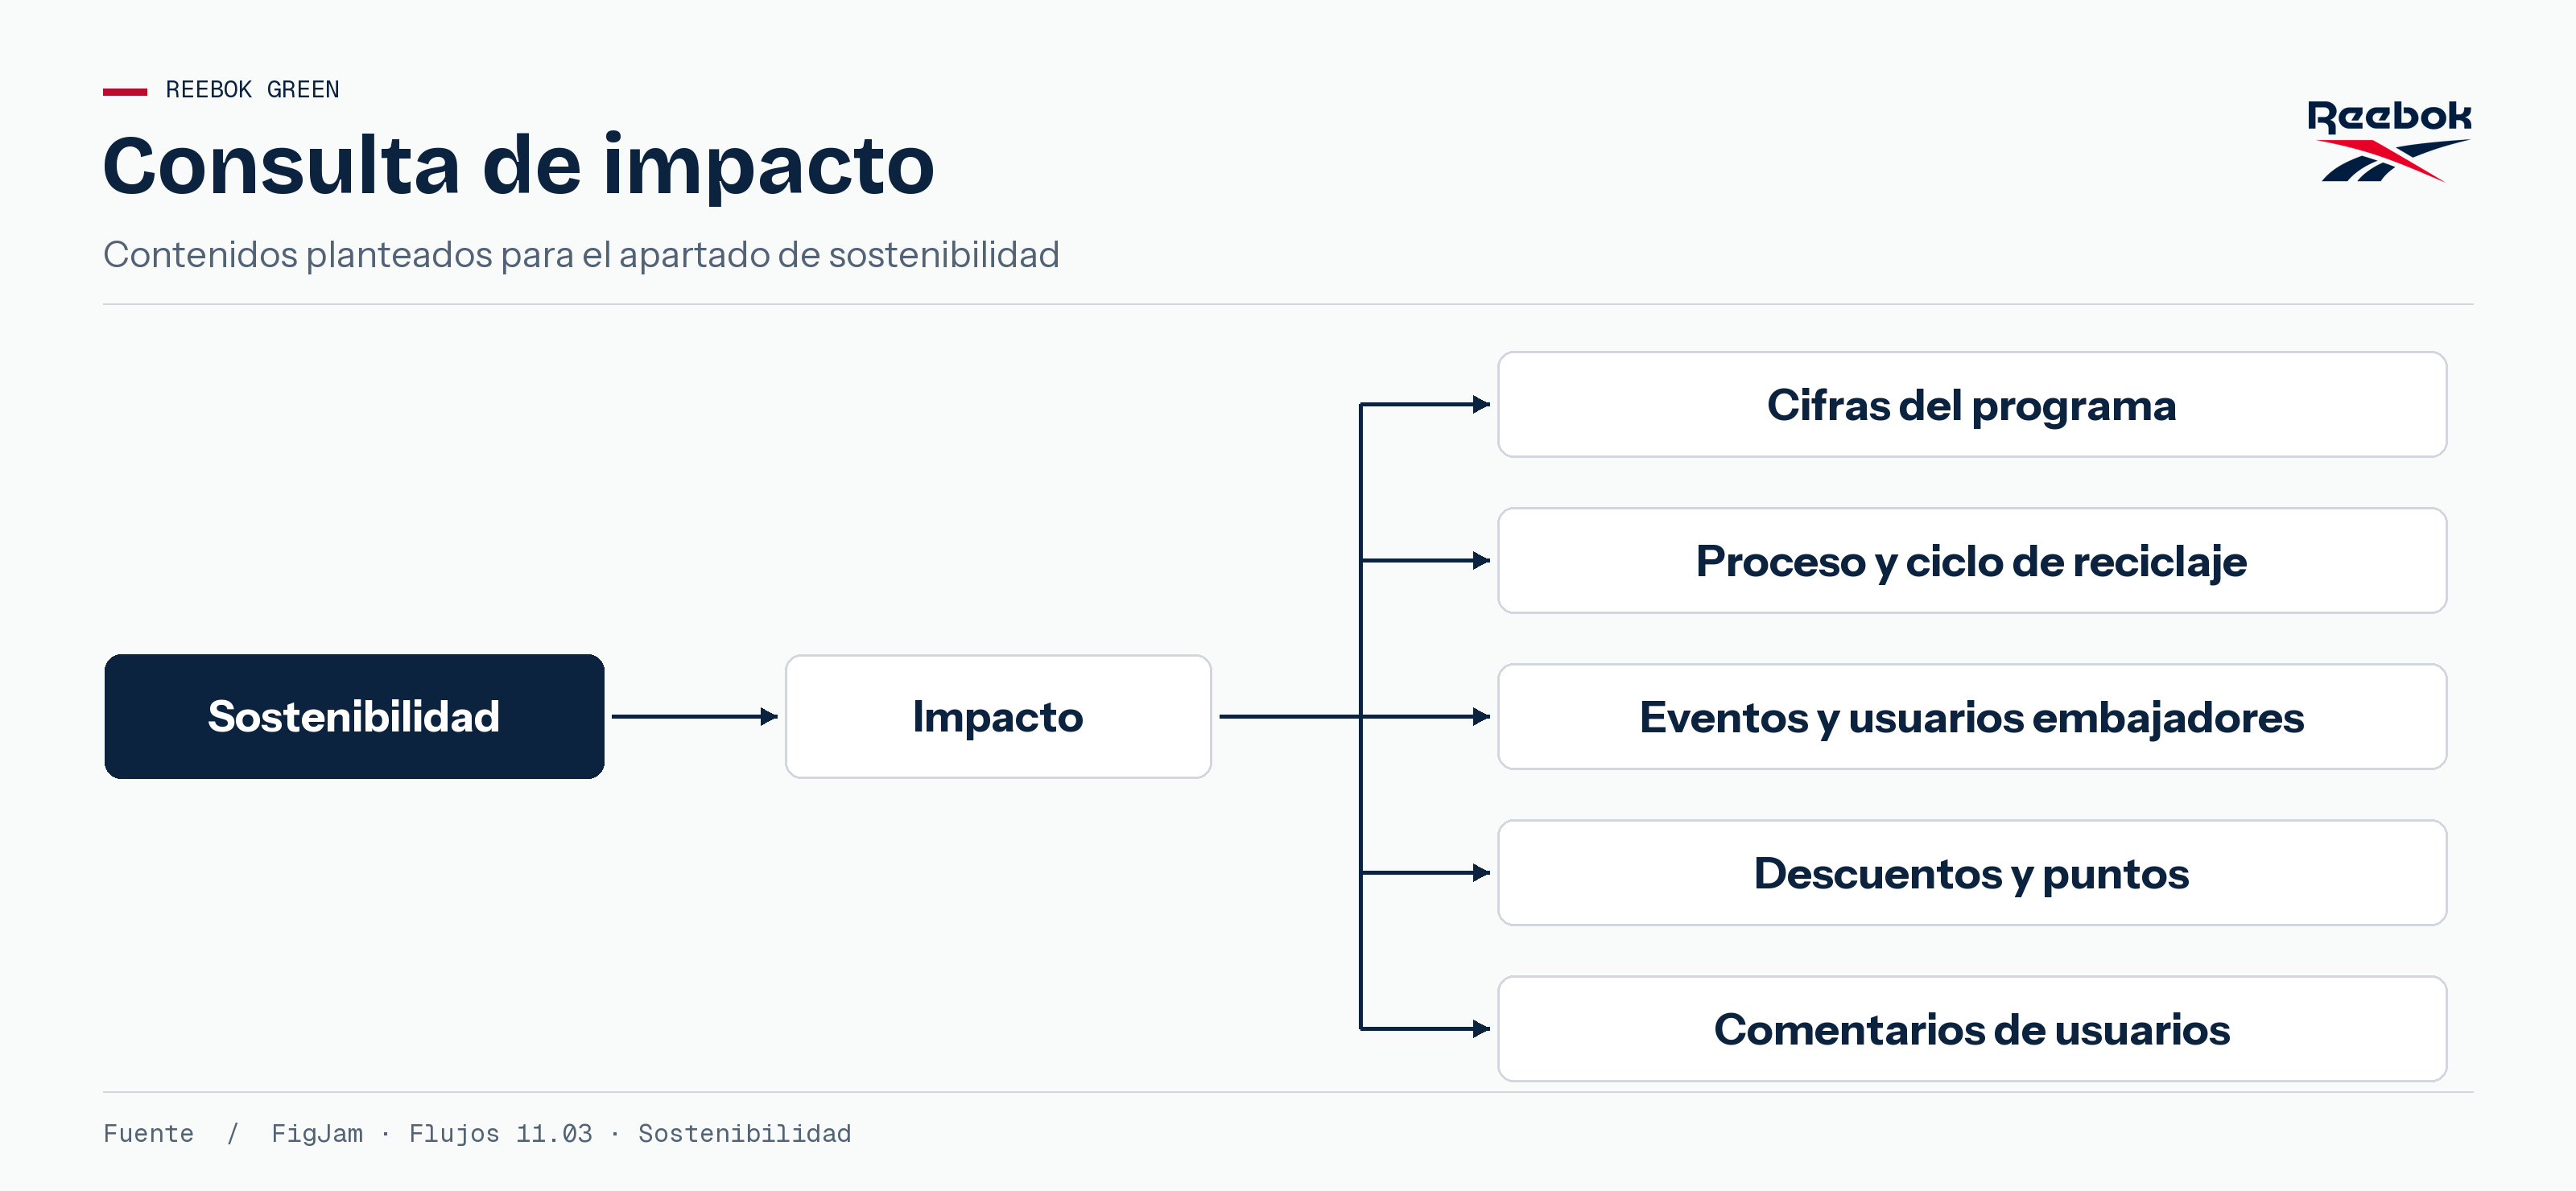 REEBOK GREEN
Consulta de impacto
Contenidos planteados para el apartado de sostenibilidad
Reebok
Cifras del programa
Proceso y ciclo de reciclaje
Sostenibilidad
Impacto
Eventos y usuarios embajadores
Descuentos y puntos
Comentarios de usuarios
Fuente / FigJam · Flujos 11.03 · Sostenibilidad